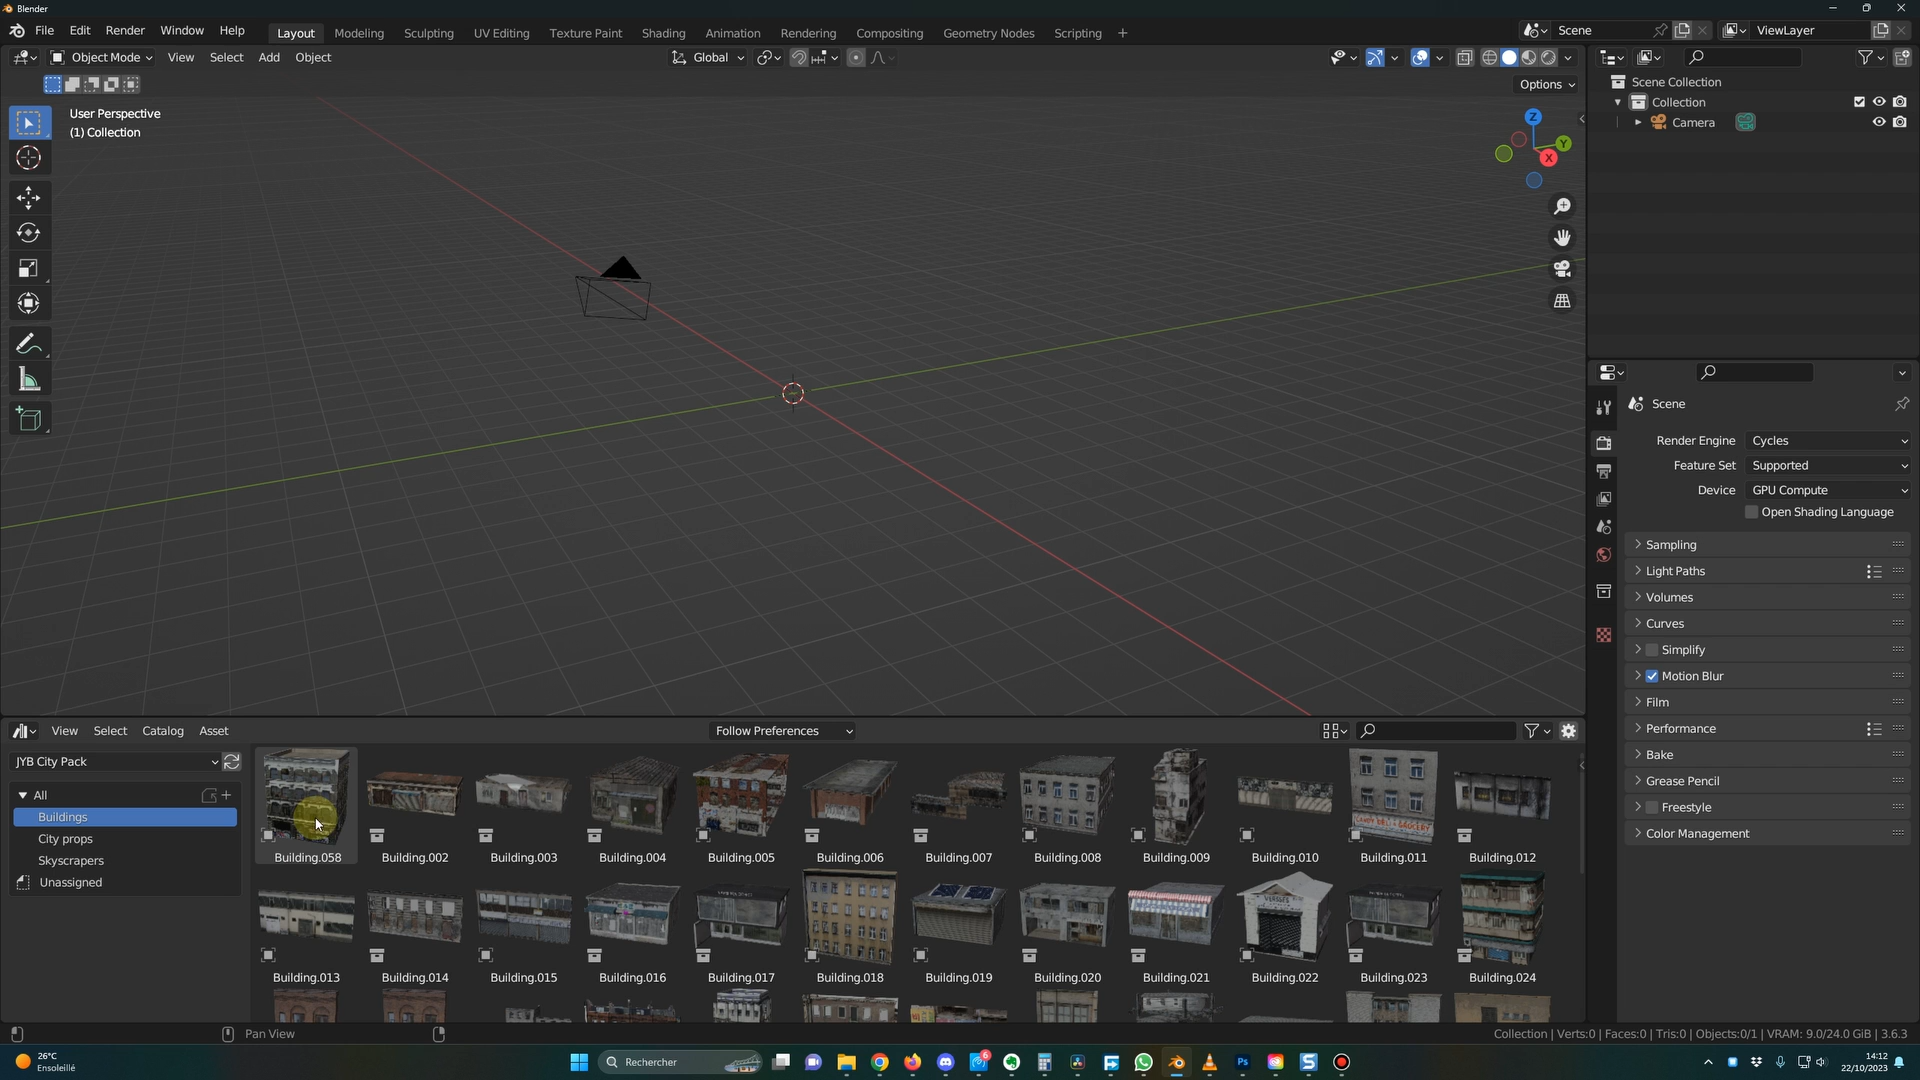 Blender
File Edit Render Window Help Layout Modeling Sculpting UV Editing Texture Paint Shading Animation Rendering Compositing Geometry Nodes Scripting + Scene ViewLayer
Object Mode View Select Add Object Global
Options
User Perspective
(1) Collection
Z
Y
X
Scene Collection
Collection
Camera
Scene
Render Engine Cycles
Feature Set Supported
Device GPU Compute
Open Shading Language
Sampling
Light Paths
Volumes
Curves
Simplify
Motion Blur
Film
Performance
Bake
Grease Pencil
Freestyle
Color Management
View Select Catalog Asset Follow Preferences
JYB City Pack
All
Buildings
City props
Skyscrapers
Unassigned
Building.058 Building.002 Building.003 Building.004 Building.005 Building.006 Building.007 Building.008 Building.009 Building.010 Building.011 Building.012
Building.013 Building.014 Building.015 Building.016 Building.017 Building.018 Building.019 Building.020 Building.021 Building.022 Building.023 Building.024
Pan View
Collection | Verts:0 | Faces:0 | Tris:0 | Objects:0/1 | VRAM: 9.0/24.0 GiB | 3.6.3
26°C
Ensoleillé
Rechercher
6
Ps
14:12
22/10/2023